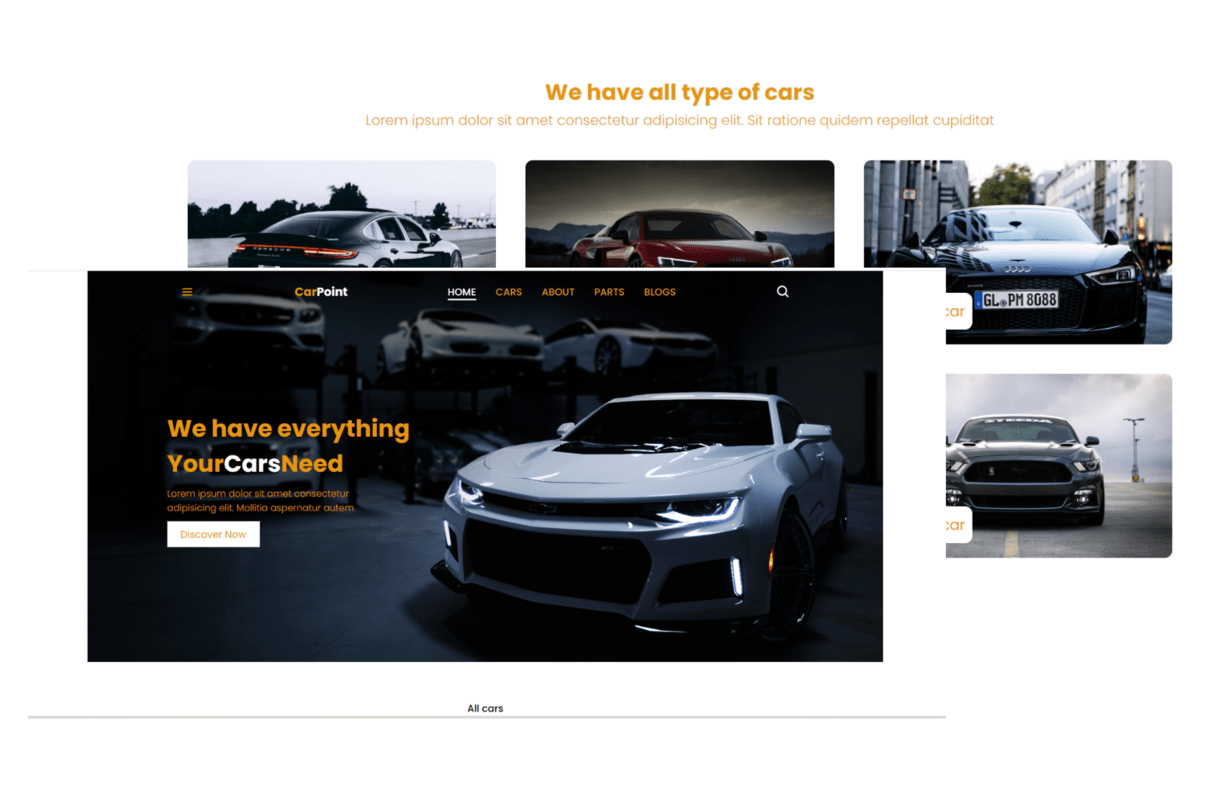 We have all type of cars
Lorem ipsum dolor sit amet consectetur adipisicing elit. Sit ratione quidem repellat cupiditat
PORSCHE
CarPoint
HOME
CARS
ABOUT
PARTS
BLOGS
GL PM 8088
car
We have everything
YourCarsNeed
Lorem ipsum dolor sit amet consectetur
adipisicing elit. Mollitia aspernatur autem
Discover Now
STEEDA
car
All cars